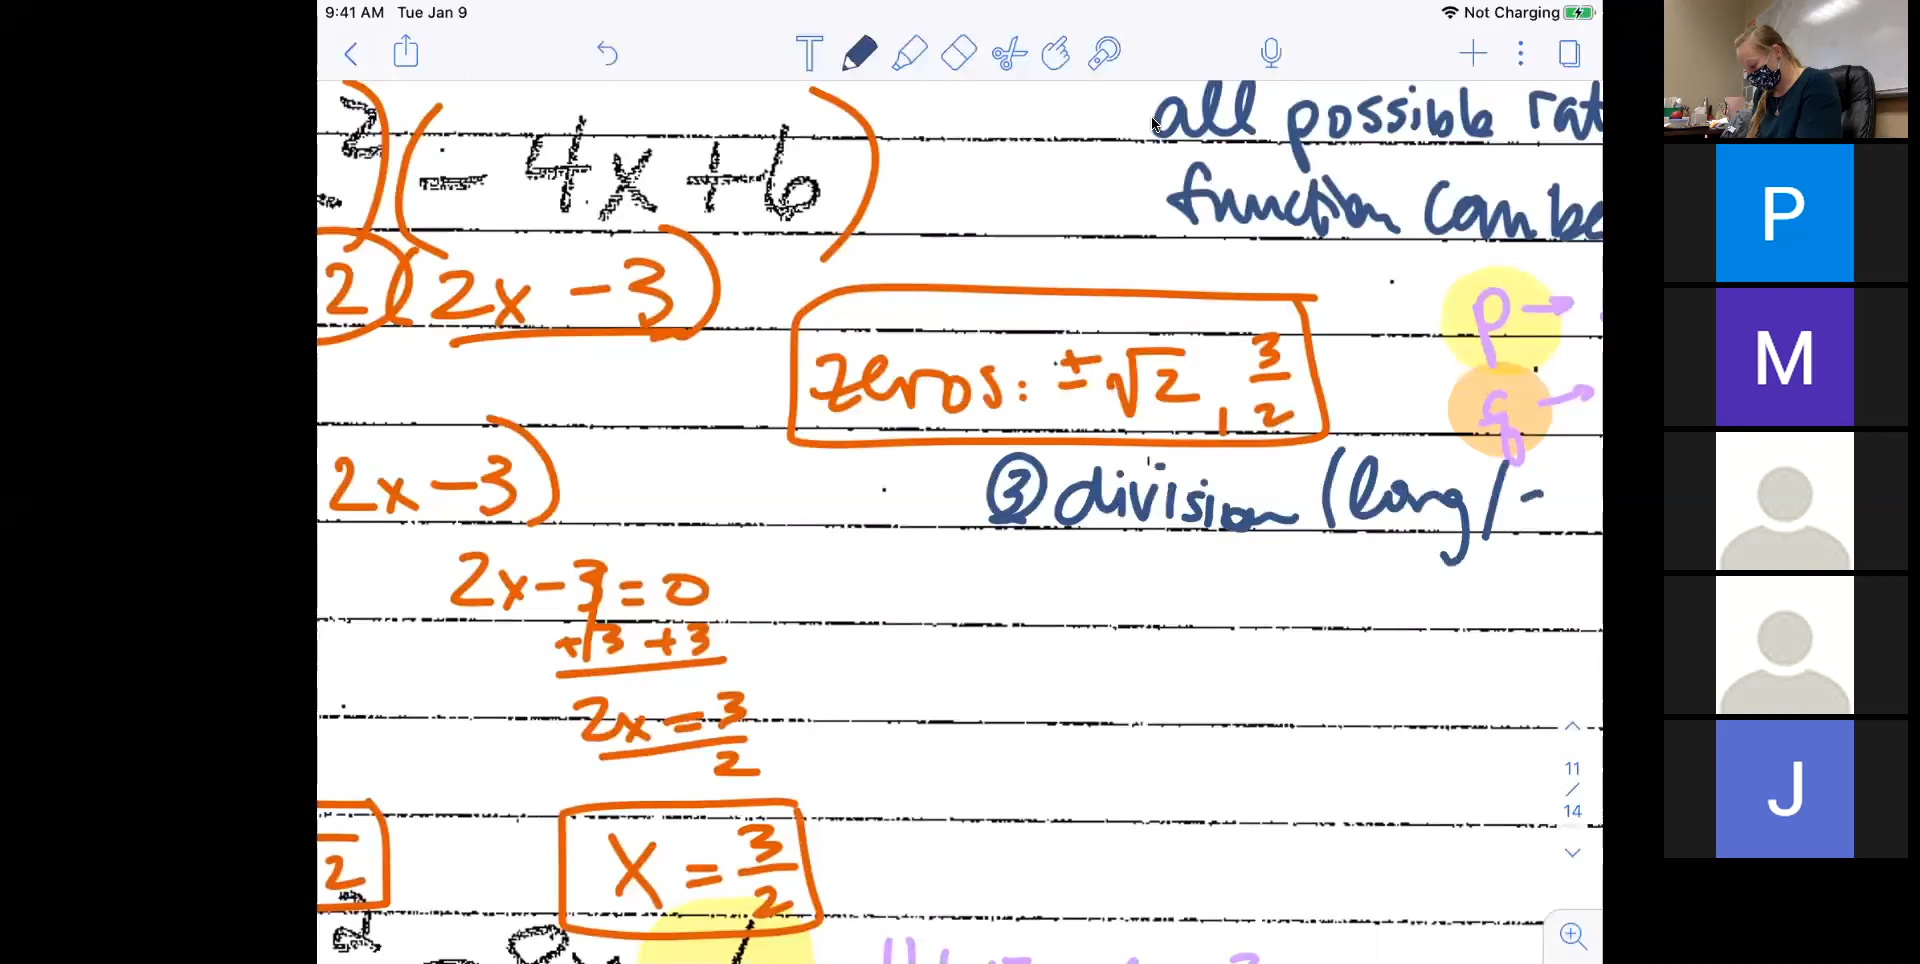 9:41 AM Tue Jan 9
Not Charging
2)(- 4x+6)
all possible rat
function can be
2)(2x - 3)
p →
zeros: ±√2, 3/2
q →
2x - 3)
③ division (long/-
2x - 3 = 0
+3 +3
2x = 3
2
x = 3/2
2
11
/
14
P
M
J